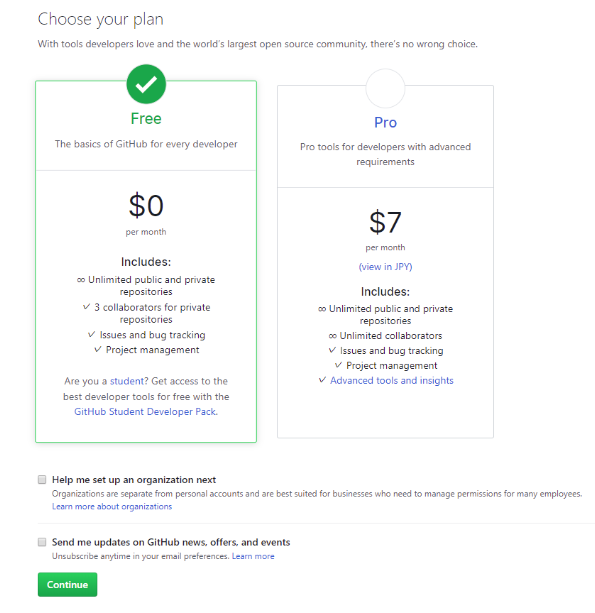 Choose your plan
With tools developers love and the world's largest open source community, there's no wrong choice.
Free
The basics of GitHub for every developer
$0
per month
Includes:
∞ Unlimited public and private
repositories
✓ 3 collaborators for private
repositories
✓ Issues and bug tracking
✓ Project management
Are you a student? Get access to the
best developer tools for free with the
GitHub Student Developer Pack.
Pro
Pro tools for developers with advanced
requirements
$7
per month
(view in JPY)
Includes:
∞ Unlimited public and private
repositories
∞ Unlimited collaborators
✓ Issues and bug tracking
✓ Project management
✓ Advanced tools and insights
Help me set up an organization next
Organizations are separate from personal accounts and are best suited for businesses who need to manage permissions for many employees.
Learn more about organizations
Send me updates on GitHub news, offers, and events
Unsubscribe anytime in your email preferences. Learn more
Continue